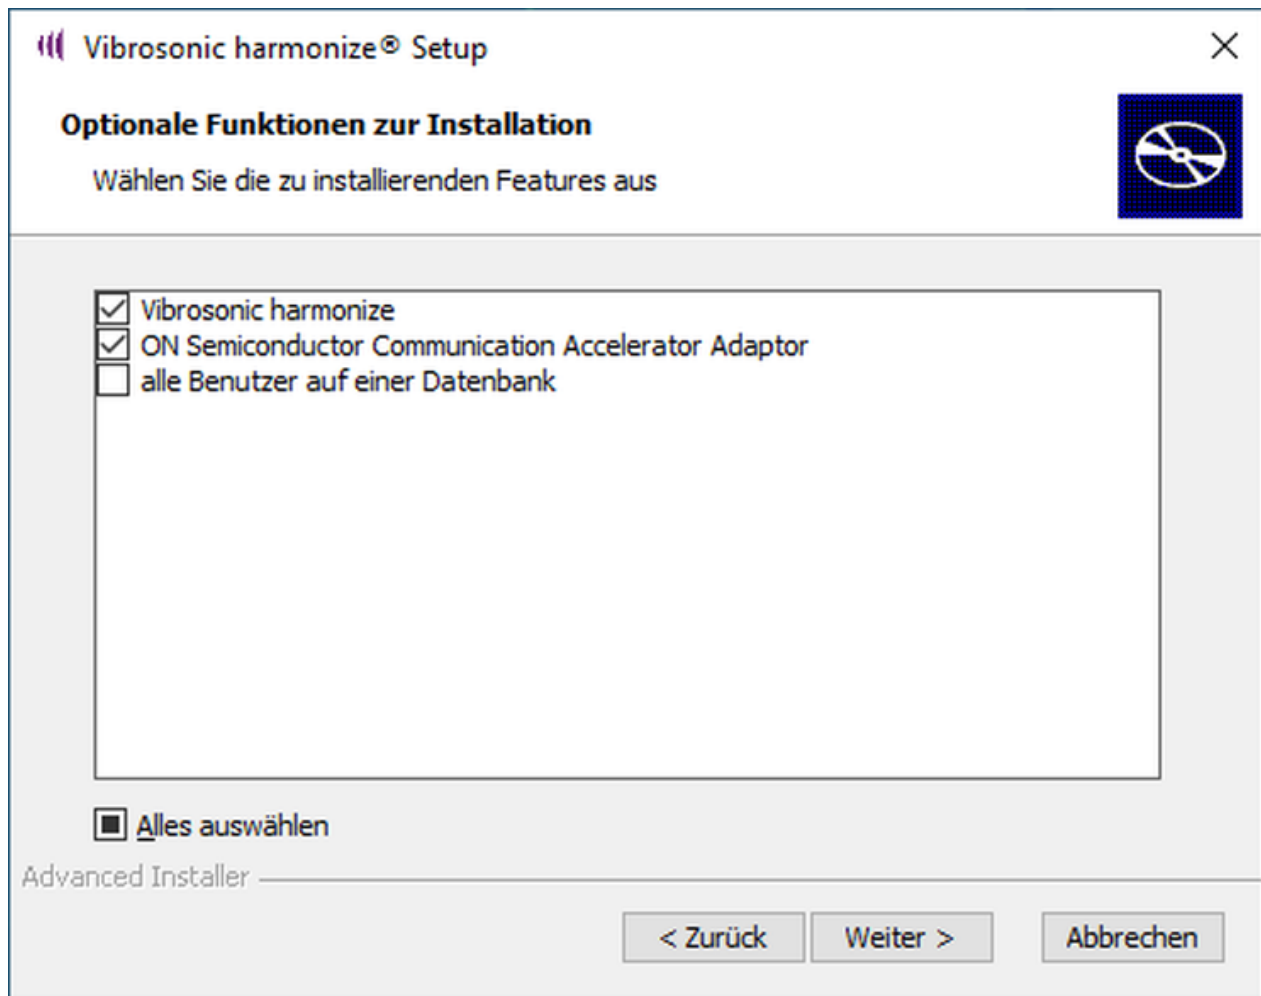 Vibrosonic harmonize® Setup
Optionale Funktionen zur Installation
Wählen Sie die zu installierenden Features aus
Vibrosonic harmonize
ON Semiconductor Communication Accelerator Adaptor
alle Benutzer auf einer Datenbank
Alles auswählen
Advanced Installer
< Zurück Weiter > Abbrechen